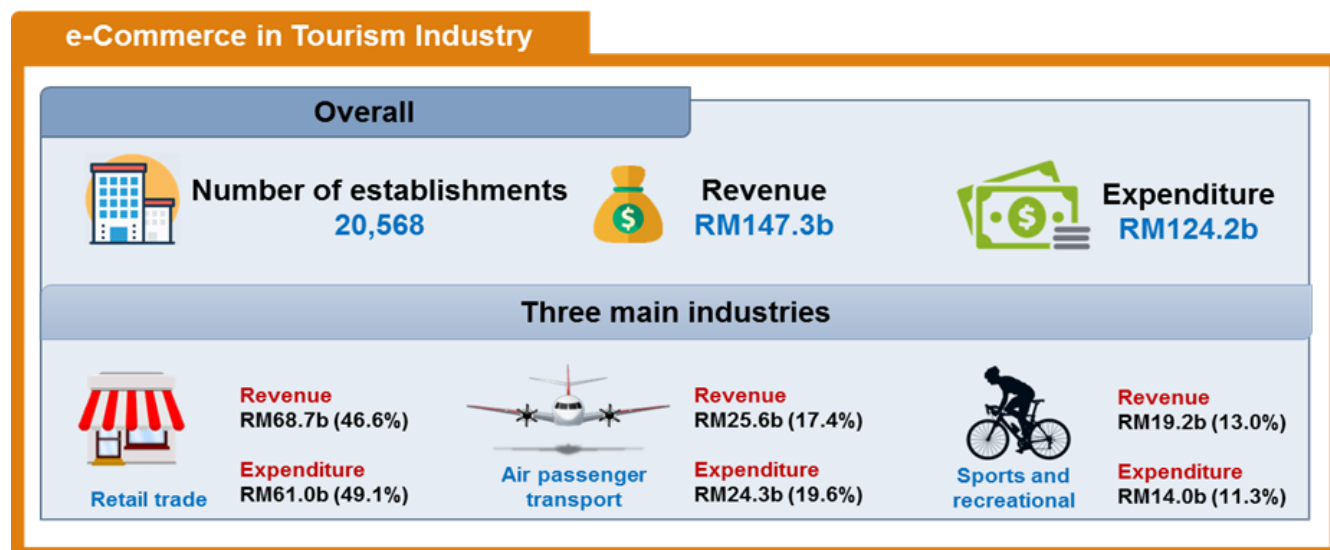 e-Commerce in Tourism Industry
Overall
Number of establishments
20,568
Revenue
RM147.3b
Expenditure
RM124.2b
Three main industries
Retail trade
Revenue
RM68.7b (46.6%)
Expenditure
RM61.0b (49.1%)
Air passenger
transport
Revenue
RM25.6b (17.4%)
Expenditure
RM24.3b (19.6%)
Sports and
recreational
Revenue
RM19.2b (13.0%)
Expenditure
RM14.0b (11.3%)